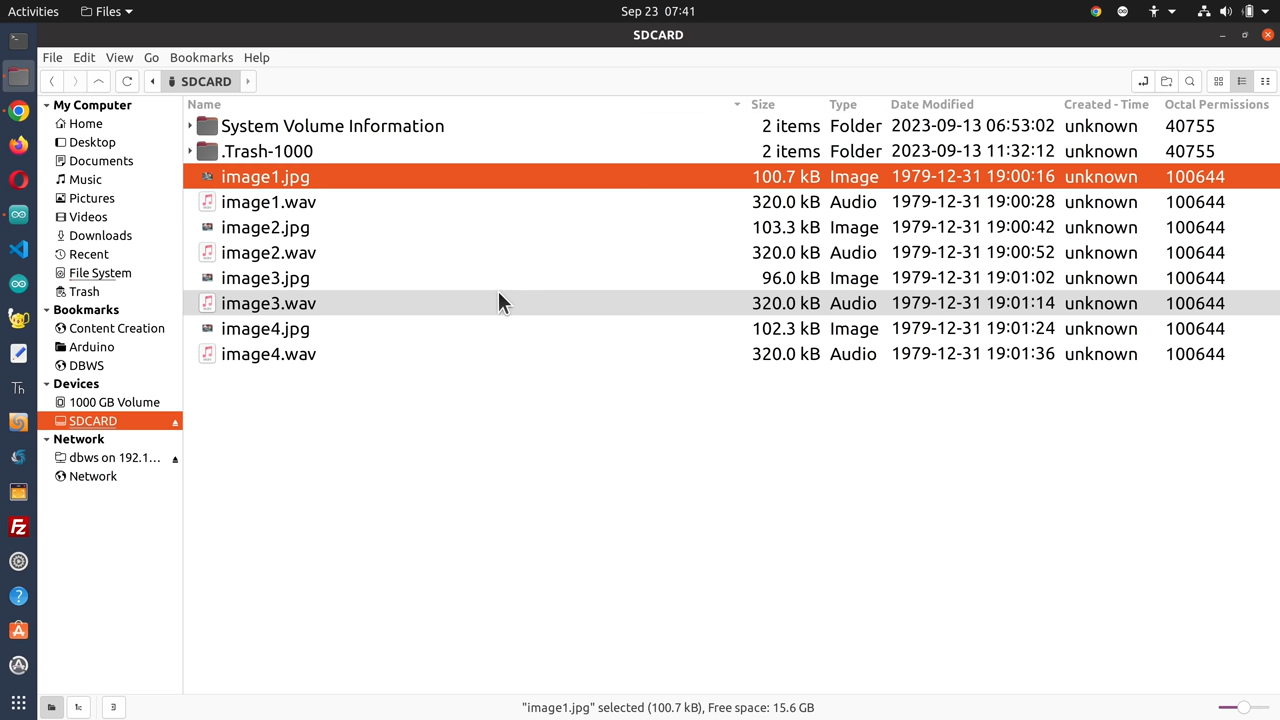 Activities Files Sep 23 07:41
SDCARD
File Edit View Go Bookmarks Help
SDCARD
My Computer
Home
Desktop
Documents
Music
Pictures
Videos
Downloads
Recent
File System
Trash
Bookmarks
Content Creation
Arduino
DBWS
Devices
1000 GB Volume
SDCARD
Network
dbws on 192.1...
Network
Name Size Type Date Modified Created - Time Octal Permissions
System Volume Information 2 items Folder 2023-09-13 06:53:02 unknown 40755
.Trash-1000 2 items Folder 2023-09-13 11:32:12 unknown 40755
image1.jpg 100.7 kB Image 1979-12-31 19:00:16 unknown 100644
image1.wav 320.0 kB Audio 1979-12-31 19:00:28 unknown 100644
image2.jpg 103.3 kB Image 1979-12-31 19:00:42 unknown 100644
image2.wav 320.0 kB Audio 1979-12-31 19:00:52 unknown 100644
image3.jpg 96.0 kB Image 1979-12-31 19:01:02 unknown 100644
image3.wav 320.0 kB Audio 1979-12-31 19:01:14 unknown 100644
image4.jpg 102.3 kB Image 1979-12-31 19:01:24 unknown 100644
image4.wav 320.0 kB Audio 1979-12-31 19:01:36 unknown 100644
Th
Fz
"image1.jpg" selected (100.7 kB), Free space: 15.6 GB